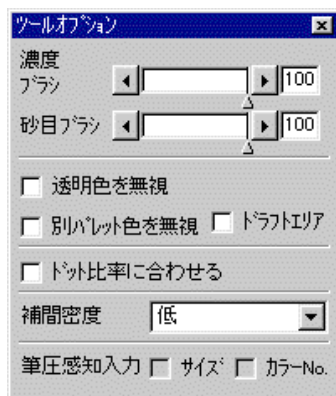 ツールオプション
濃度
ブラシ 100
砂目ブラシ 100
透明色を無視
別パレット色を無視 ドラフトエリア
ドット比率に合わせる
補間密度 低
筆圧感知入力 サイズ カラーNo.